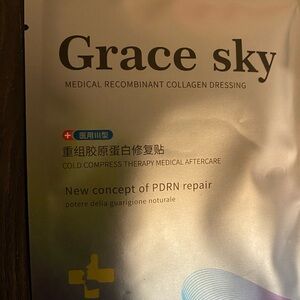 Grace sky
MEDICAL RECOMBINANT COLLAGEN DRESSING
医用III型
重组胶原蛋白修复贴
COLD COMPRESS THERAPY MEDICAL AFTERCARE
New concept of PDRN repair
potere della guarigione noturale